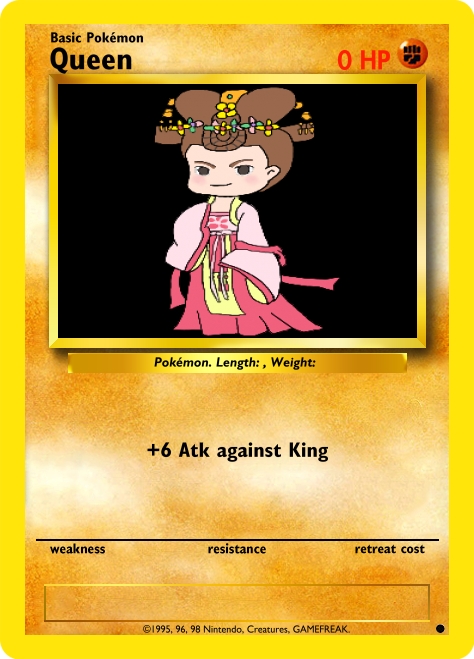 Basic Pokémon
Queen
0 HP
Pokémon. Length: , Weight:
+6 Atk against King
weakness resistance retreat cost
©1995, 96, 98 Nintendo, Creatures, GAMEFREAK.